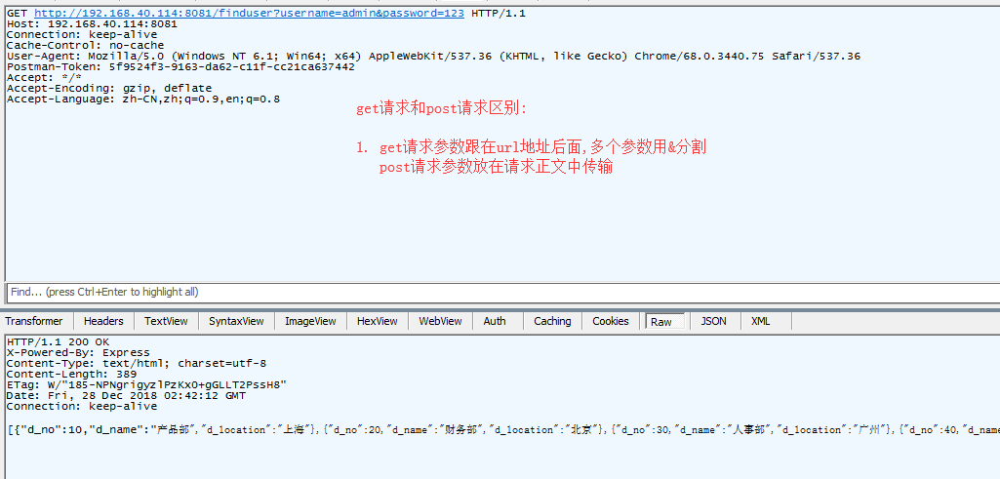 GET http://192.168.40.114:8081/finduser?username=admin&password=123 HTTP/1.1
Host: 192.168.40.114:8081
Connection: keep-alive
Cache-Control: no-cache
User-Agent: Mozilla/5.0 (Windows NT 6.1; Win64; x64) AppleWebKit/537.36 (KHTML, like Gecko) Chrome/68.0.3440.75 Safari/537.36
Postman-Token: 5f9524f3-9163-da62-c11f-cc21ca637442
Accept: */*
Accept-Encoding: gzip, deflate
Accept-Language: zh-CN,zh;q=0.9,en;q=0.8
get请求和post请求区别:
1. get请求参数跟在url地址后面,多个参数用&分割
post请求参数放在请求正文中传输
Find... (press Ctrl+Enter to highlight all)
Transformer Headers TextView SyntaxView ImageView HexView WebView Auth Caching Cookies Raw JSON XML
HTTP/1.1 200 OK
X-Powered-By: Express
Content-Type: text/html; charset=utf-8
Content-Length: 389
ETag: W/"185-NPNgrigyzlPzKxO+gGLLT2PssH8"
Date: Fri, 28 Dec 2018 02:42:12 GMT
Connection: keep-alive
[{"d_no":10,"d_name":"产品部","d_location":"上海"},{"d_no":20,"d_name":"财务部","d_location":"北京"},{"d_no":30,"d_name":"人事部","d_location":"广州"},{"d_no":40,"d_name